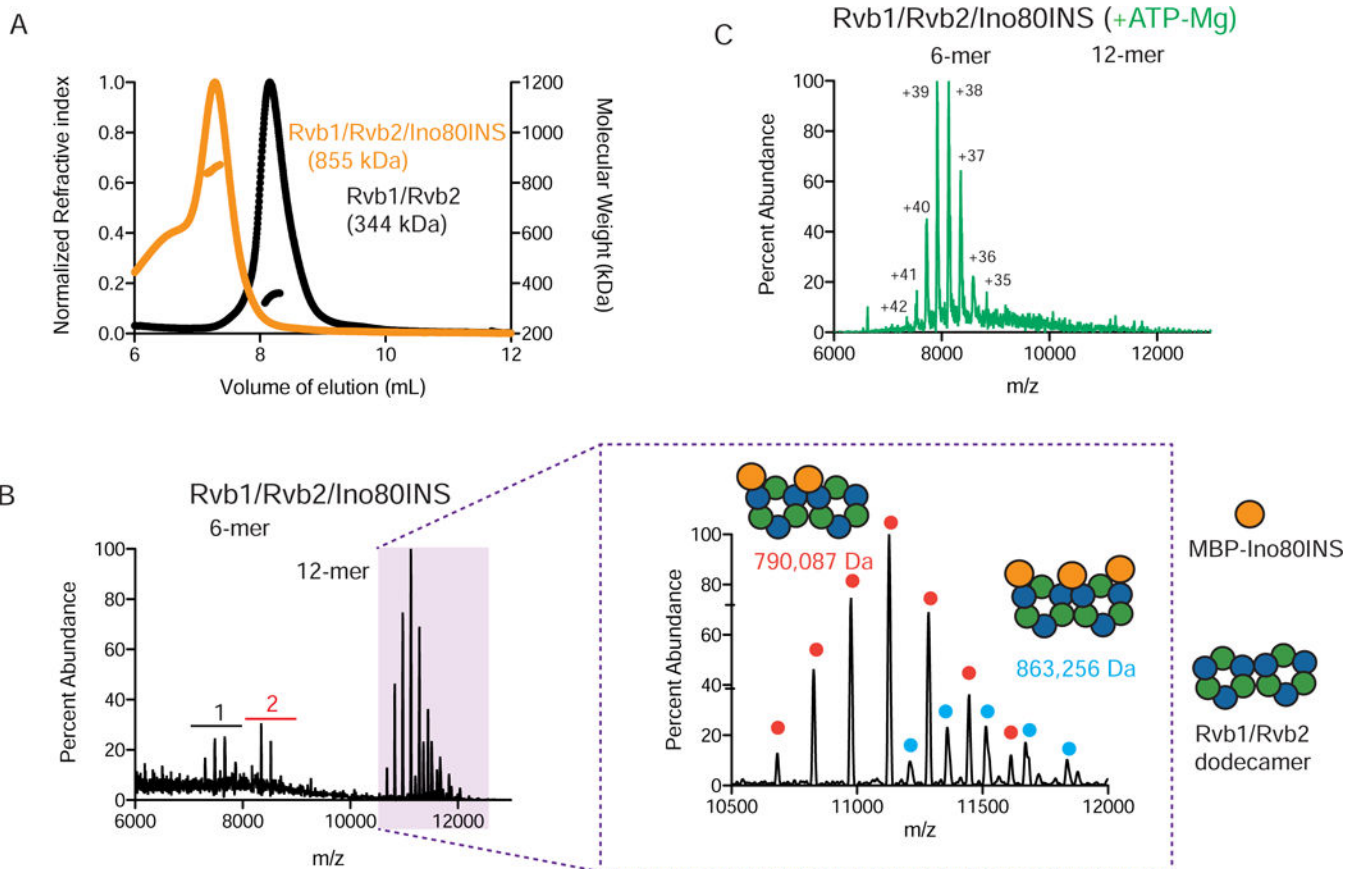 A
Normalized Refractive index
1.0
0.8
0.6
0.4
0.2
0
6
8
10
12
Volume of elution (mL)
1200
1000
800
600
400
200
Molecular Weight (kDa)
Rvb1/Rvb2/Ino80INS
(855 kDa)
Rvb1/Rvb2
(344 kDa)
C
Rvb1/Rvb2/Ino80INS (+ATP-Mg)
6-mer
12-mer
Percent Abundance
100
80
60
40
20
0
+39
+38
+37
+40
+36
+41
+35
+42
6000
8000
10000
12000
m/z
B
Rvb1/Rvb2/Ino80INS
6-mer
12-mer
Percent Abundance
100
80
60
40
20
0
1
2
6000
8000
10000
12000
m/z
Percent Abundance
100
80
60
40
20
0
790,087 Da
863,256 Da
10500
11000
11500
12000
m/z
MBP-Ino80INS
Rvb1/Rvb2
dodecamer